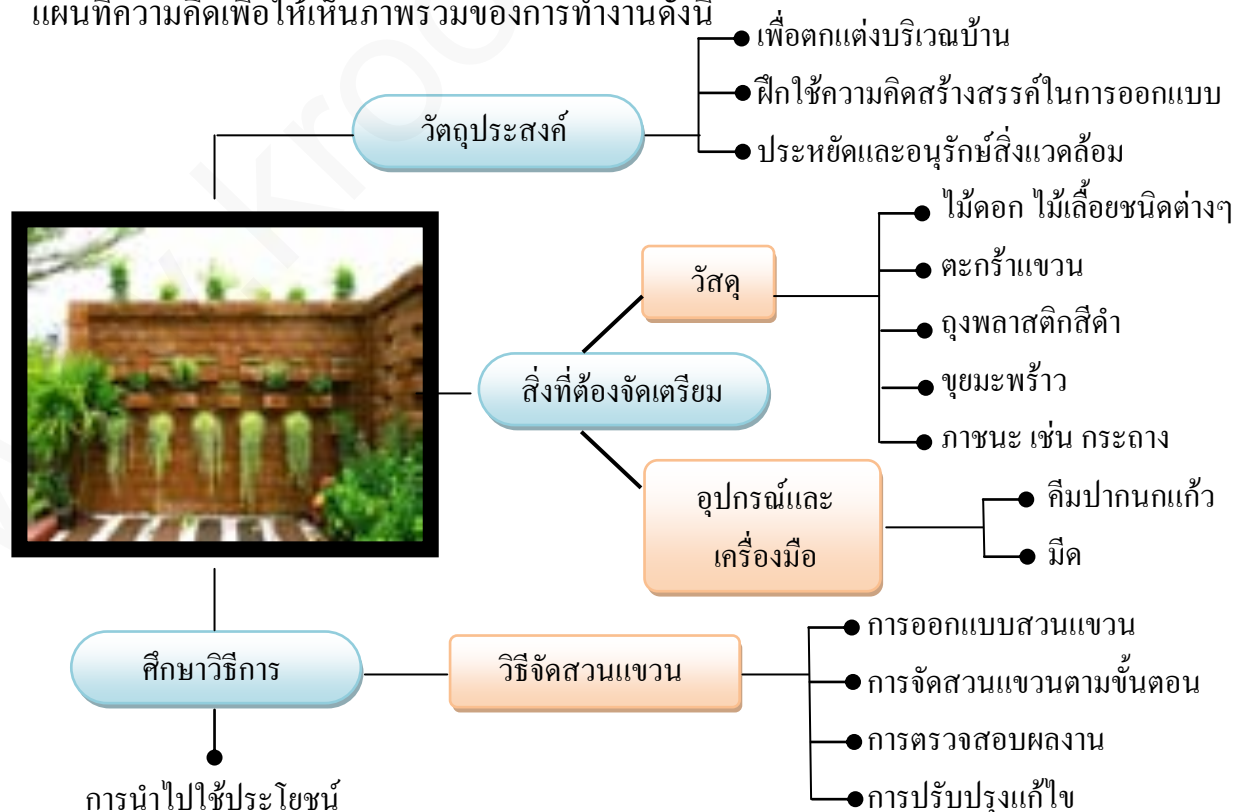 แผนที่ความคิดเพื่อให้เห็นภาพรวมของการทำงานดังนี้
วัตถุประสงค์
เพื่อตกแต่งบริเวณบ้าน
ฝึกใช้ความคิดสร้างสรรค์ในการออกแบบ
ประหยัดและอนุรักษ์สิ่งแวดล้อม
สิ่งที่ต้องจัดเตรียม
วัสดุ
ไม้ดอก ไม้เลื้อยชนิดต่างๆ
ตะกร้าแขวน
ถุงพลาสติกสีดำ
ขุยมะพร้าว
ภาชนะ เช่น กระถาง
อุปกรณ์และ
เครื่องมือ
คีมปากนกแก้ว
มีด
ศึกษาวิธีการ
วิธีจัดสวนแขวน
การออกแบบสวนแขวน
การจัดสวนแขวนตามขั้นตอน
การตรวจสอบผลงาน
การปรับปรุงแก้ไข
การนำไปใช้ประโยชน์